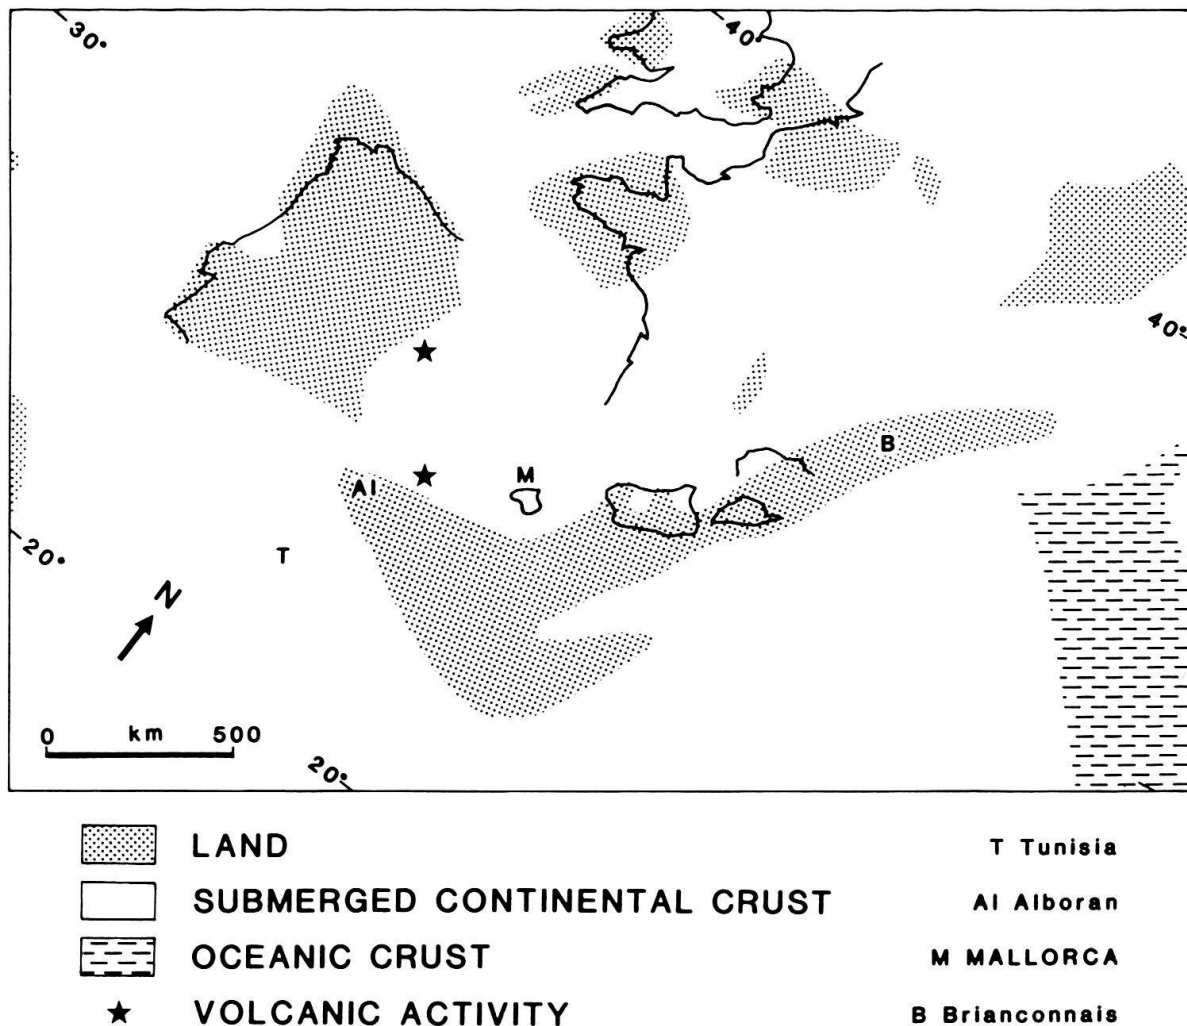 30°
40°
40°
B
M
Al
T
20°
N
0 km 500
20°
LAND
T Tunisia
SUBMERGED CONTINENTAL CRUST
Al Alboran
OCEANIC CRUST
M MALLORCA
VOLCANIC ACTIVITY
B Brianconnais